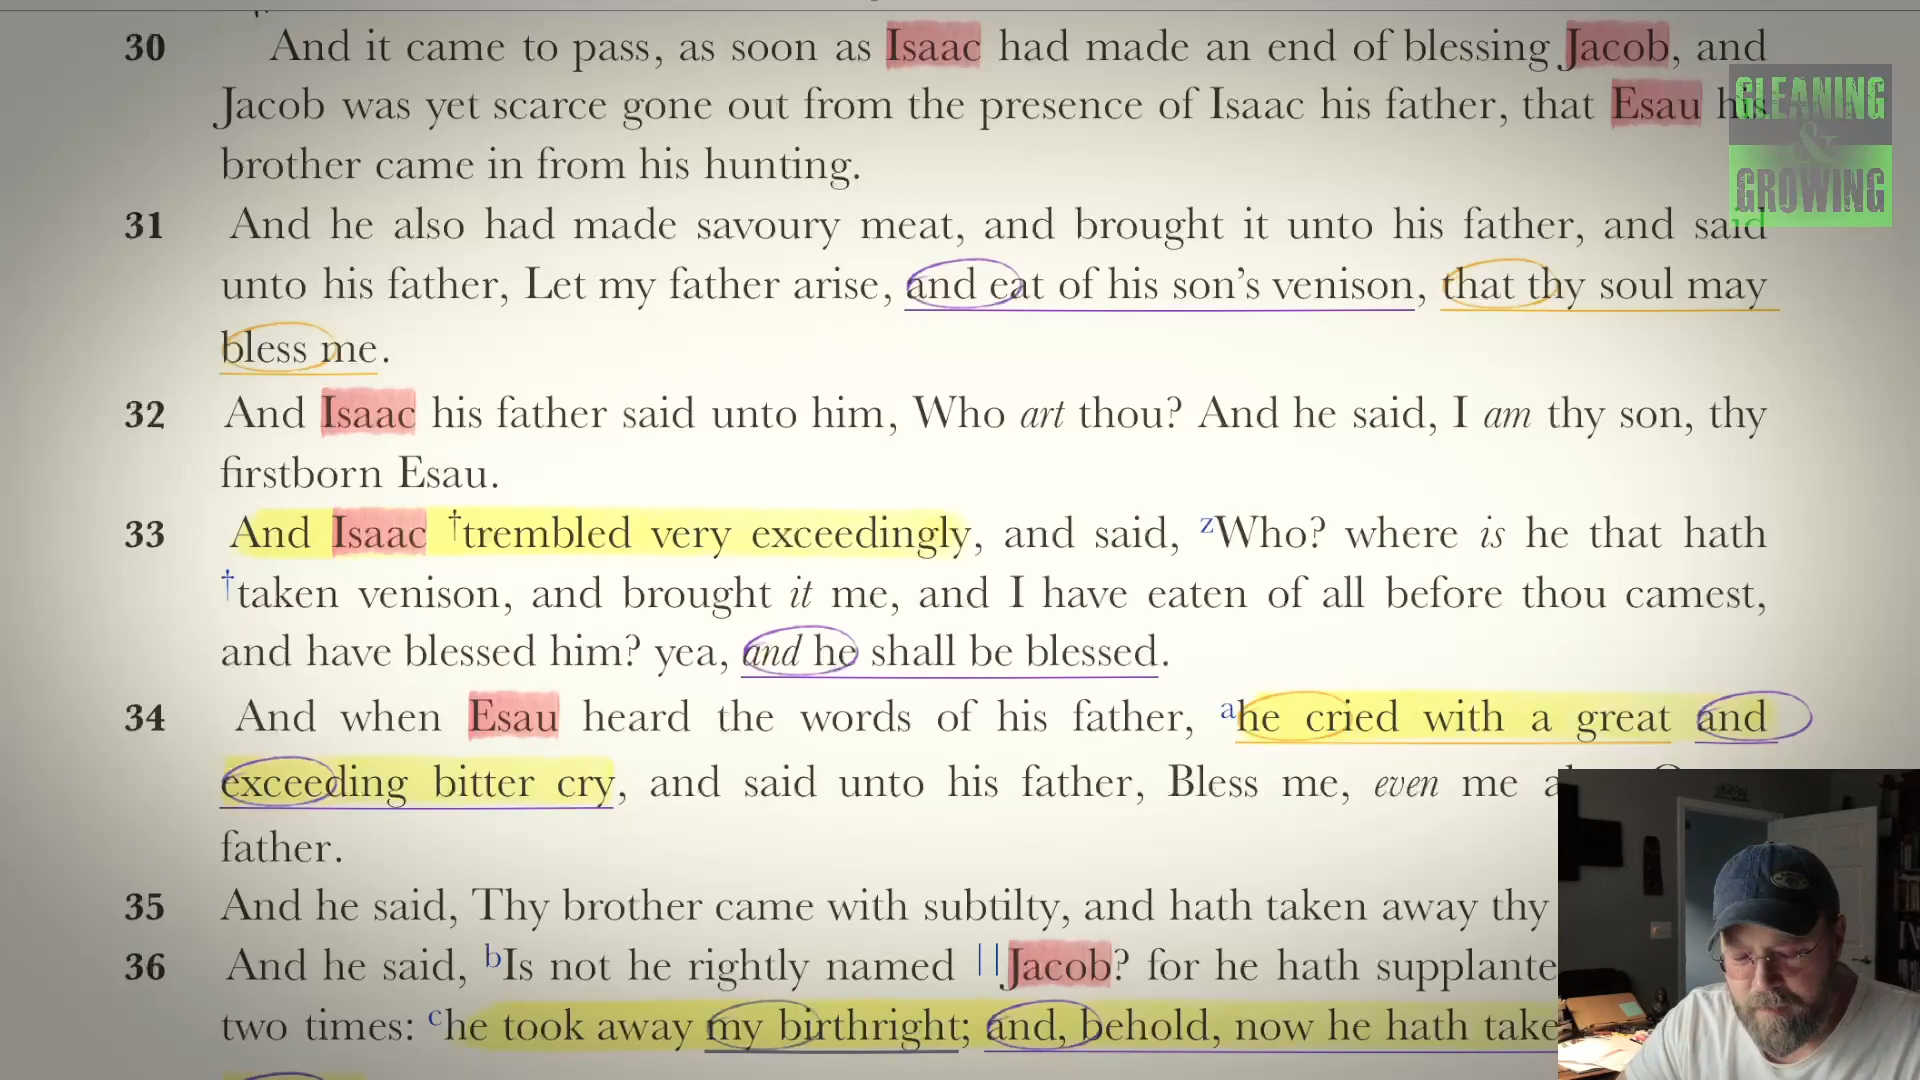 30 And it came to pass, as soon as Isaac had made an end of blessing Jacob, and
Jacob was yet scarce gone out from the presence of Isaac his father, that Esau his
brother came in from his hunting.
31 And he also had made savoury meat, and brought it unto his father, and said
unto his father, Let my father arise, and eat of his son’s venison, that thy soul may
bless me.
32 And Isaac his father said unto him, Who art thou? And he said, I am thy son, thy
firstborn Esau.
33 And Isaac †trembled very exceedingly, and said, zWho? where is he that hath
†taken venison, and brought it me, and I have eaten of all before thou camest,
and have blessed him? yea, and he shall be blessed.
34 And when Esau heard the words of his father, ahe cried with a great and
exceeding bitter cry, and said unto his father, Bless me, even me
father.
35 And he said, Thy brother came with subtilty, and hath taken away thy
36 And he said, bIs not he rightly named ||Jacob? for he hath supplante
two times: che took away my birthright; and, behold, now he hath take
GLEANING
&
GROWING